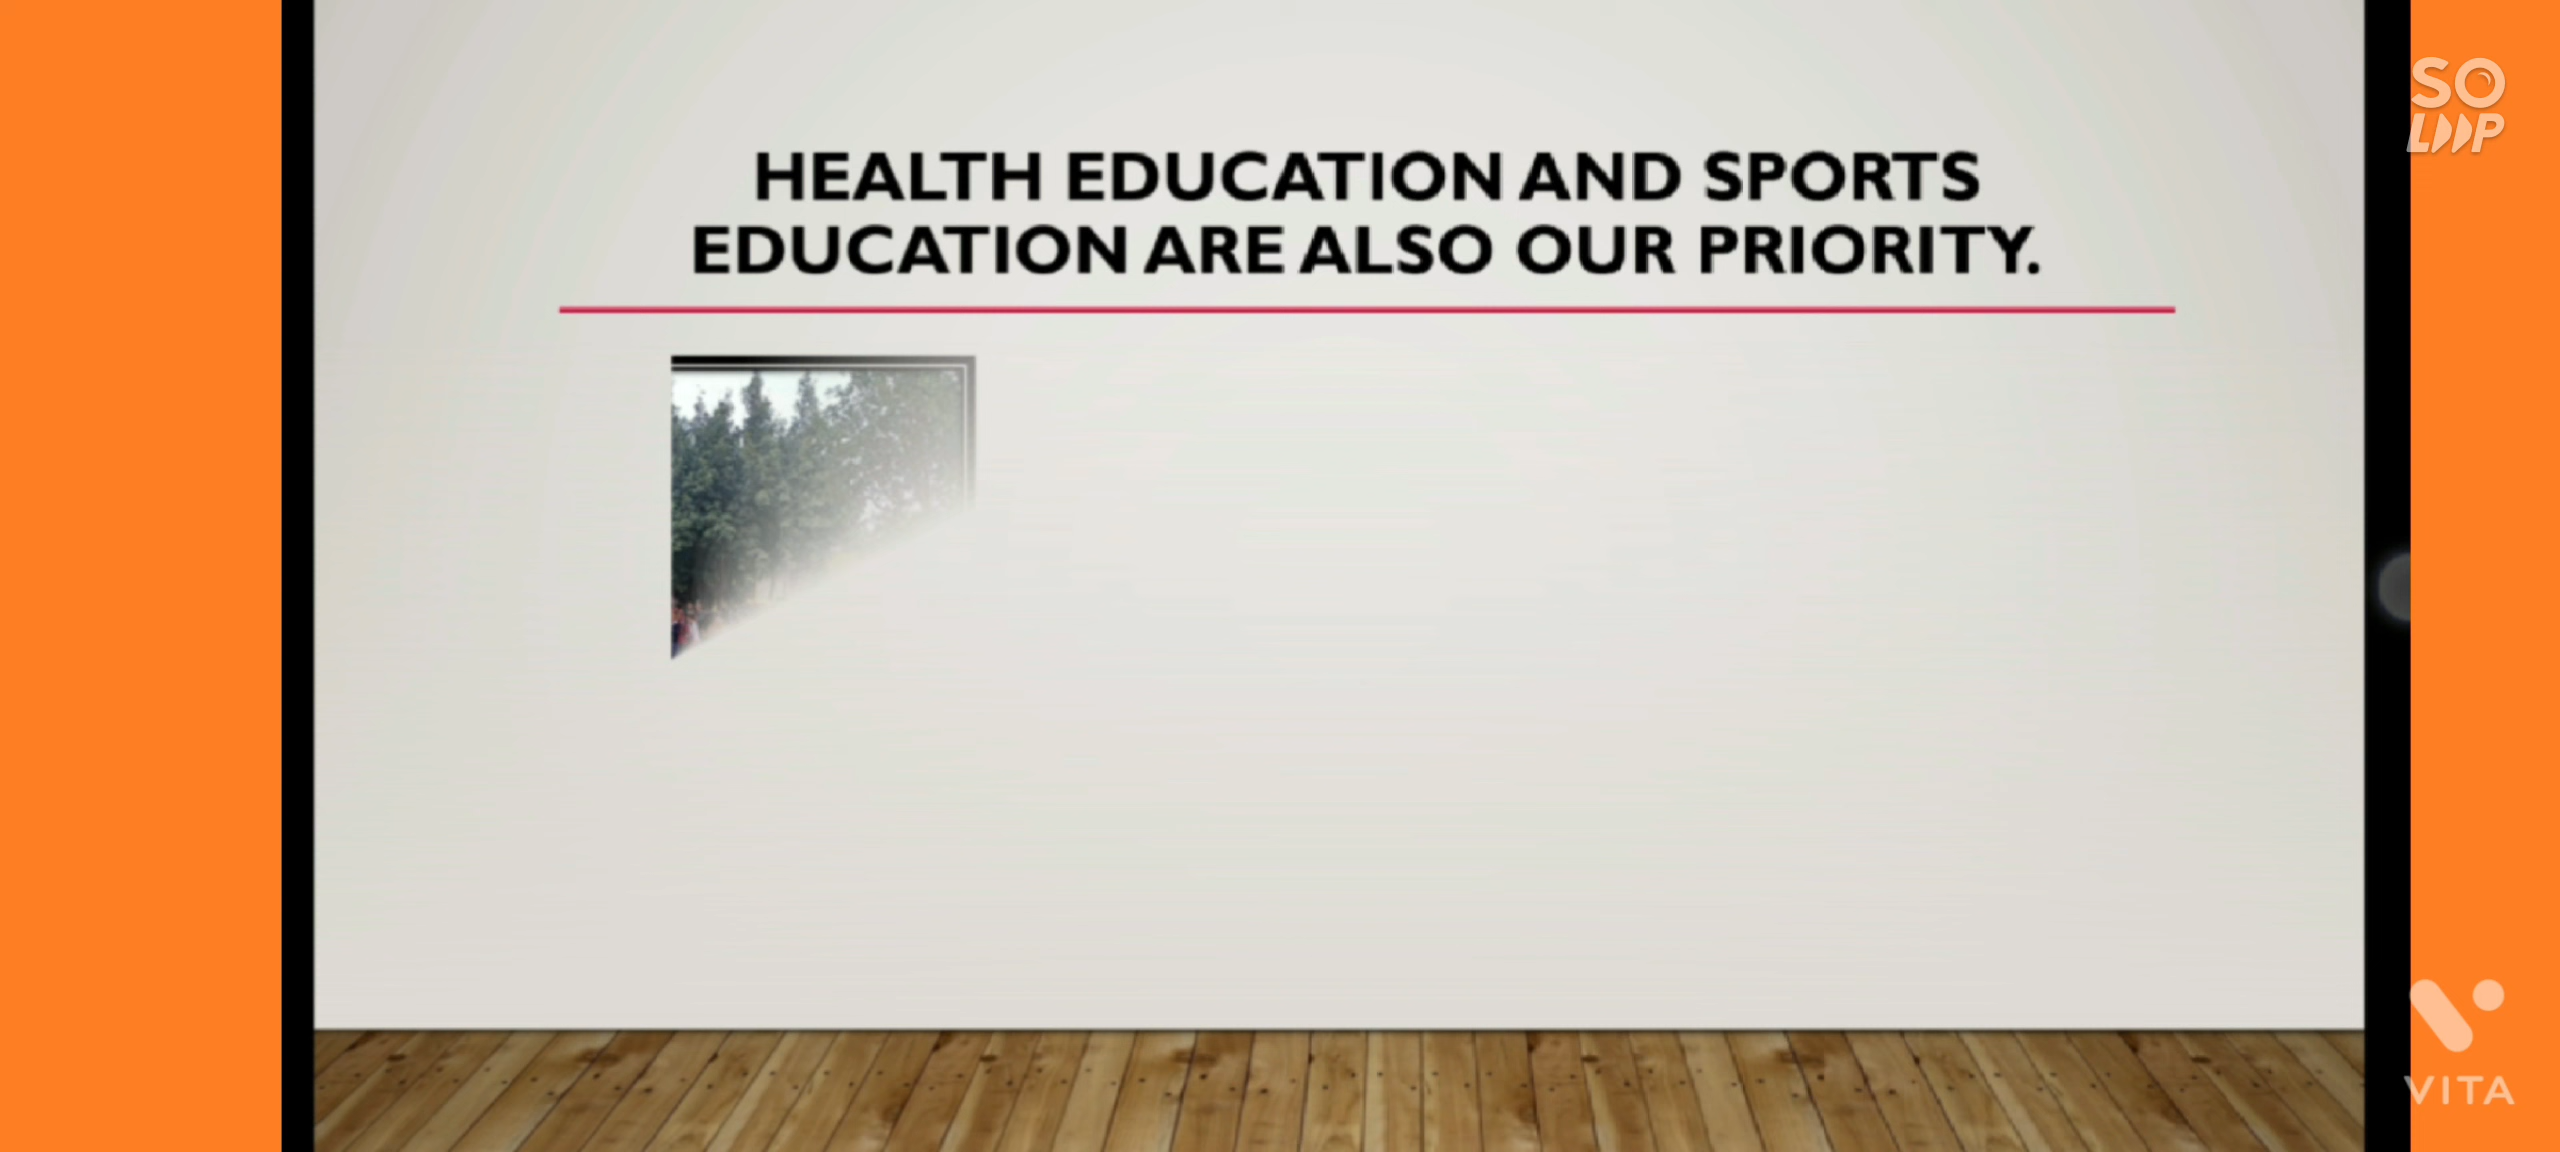 HEALTH EDUCATION AND SPORTS
EDUCATION ARE ALSO OUR PRIORITY.
SO
LOOP
VITA